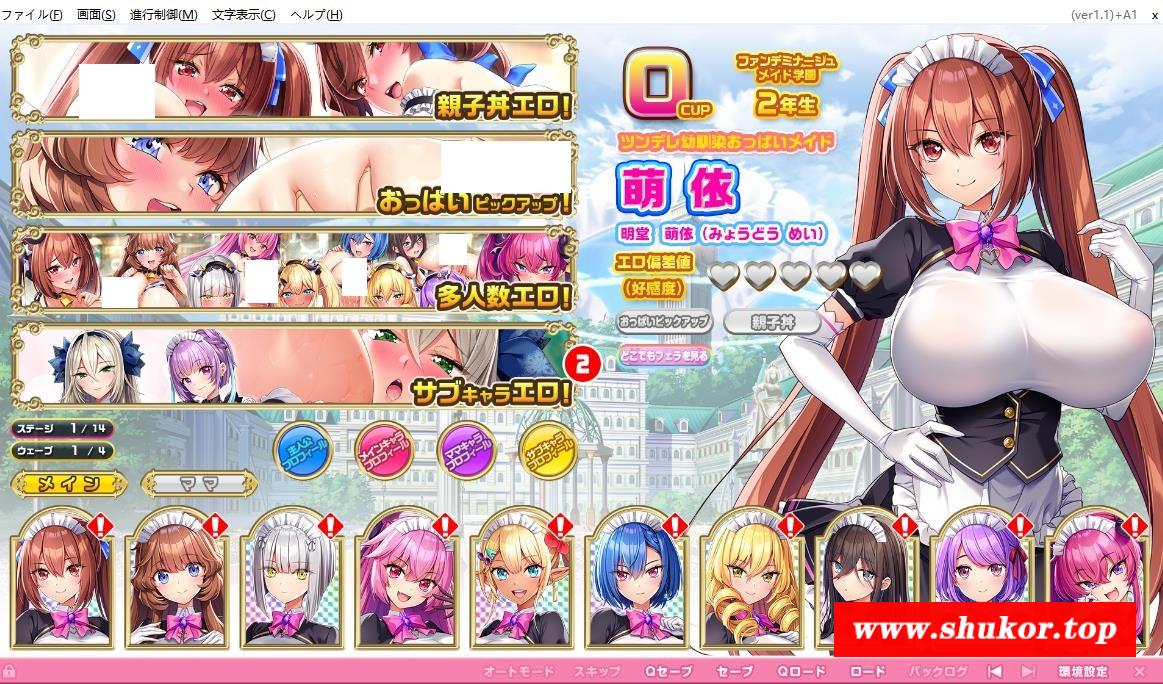 ファイル(F) 画面(S) 進行制御(M) 文字表示(C) ヘルプ(H) (ver1.1)+A1 x
親子丼エロ!
おっぱいピックアップ!
多人数エロ!
サブキャラエロ!
2
O CUP
ファンデミナージュ
メイド学園
2年生
ツンデレ幼馴染おっぱいメイド
萌依
明堂 萌依（みょうどう めい）
エロ偏差値
（好感度）
おっぱいピックアップ 親子丼
どこでもフェラを見る
ステージ 1 / 14
ウェーブ 1 / 4
主人公プロフィール
メインキャラプロフィール
ママキャラプロフィール
サブキャラプロフィール
メイン ママ
www.shukor.top
オートモード スキップ Qセーブ セーブ Qロード ロード バックログ 環境設定